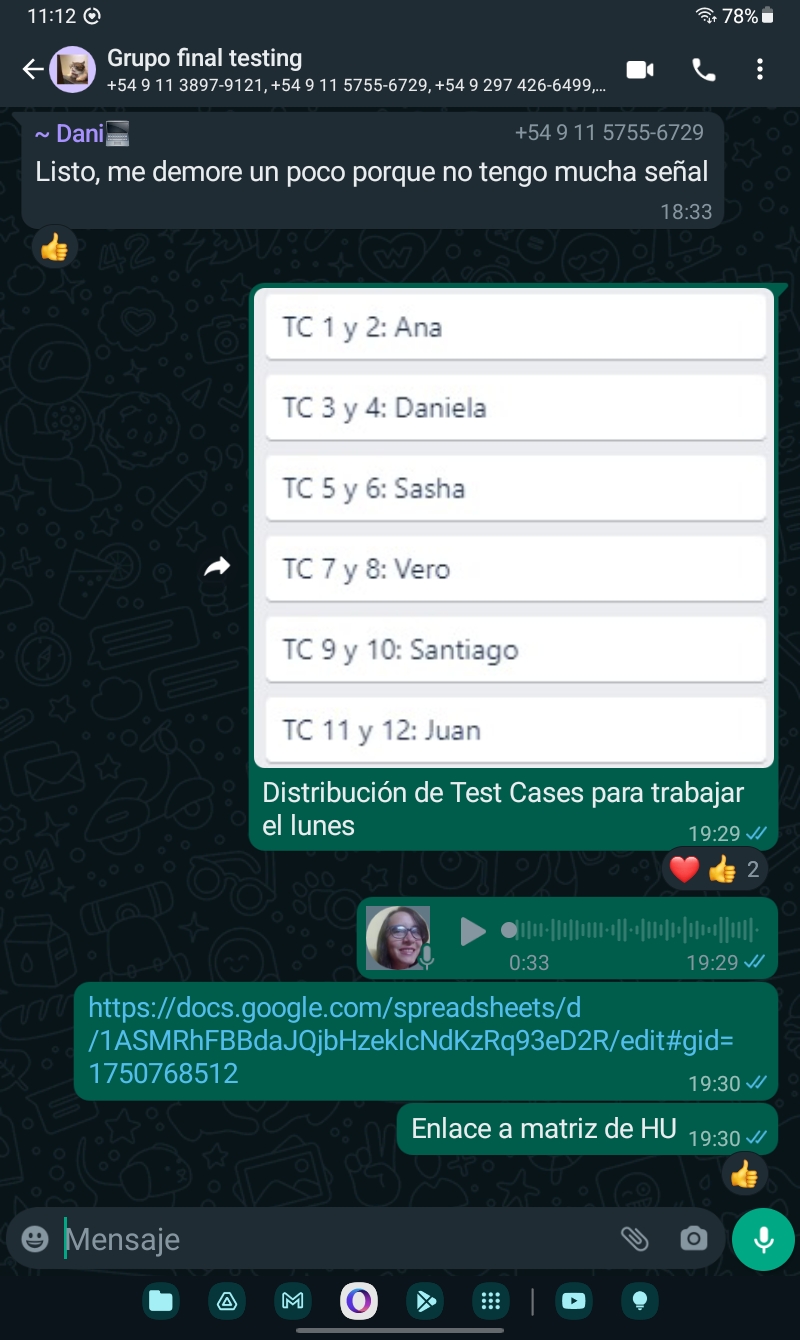 11:12
78%
Grupo final testing
+54 9 11 3897-9121, +54 9 11 5755-6729, +54 9 297 426-6499,...
~ Dani
+54 9 11 5755-6729
Listo, me demore un poco porque no tengo mucha señal
18:33
TC 1 y 2: Ana
TC 3 y 4: Daniela
TC 5 y 6: Sasha
TC 7 y 8: Vero
TC 9 y 10: Santiago
TC 11 y 12: Juan
Distribución de Test Cases para trabajar
el lunes
19:29
2
0:33
19:29
https://docs.google.com/spreadsheets/d
/1ASMRhFBBdaJQjbHzeklcNdKzRq93eD2R/edit#gid=
1750768512
19:30
Enlace a matriz de HU
19:30
Mensaje